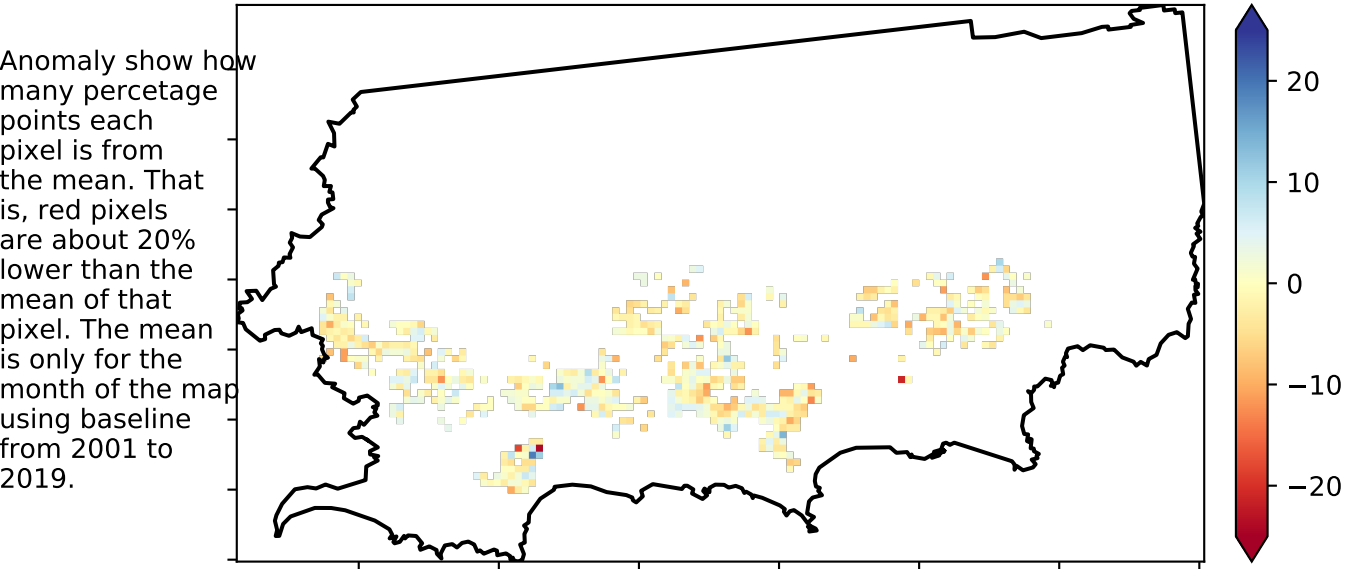 Anomaly show how
many percetage
points each
pixel is from
the mean. That
is, red pixels
are about 20%
lower than the
mean of that
pixel. The mean
is only for the
month of the map
using baseline
from 2001 to
2019.
20
10
0
−10
−20